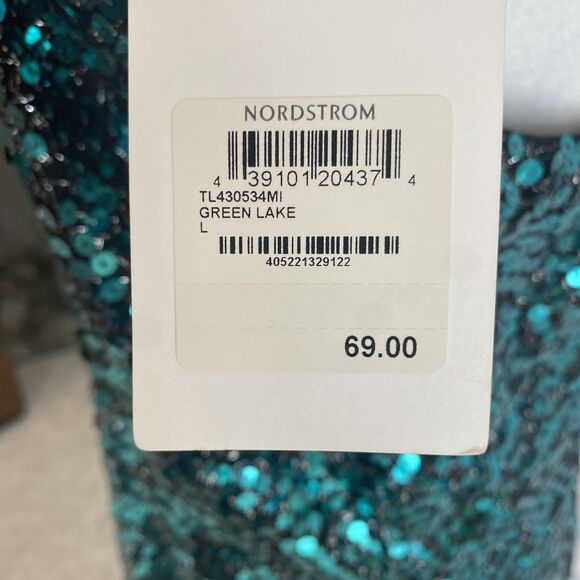 NORDSTROM
4 39101 20437 4
TL430534MI
GREEN LAKE
L
405221329122
69.00